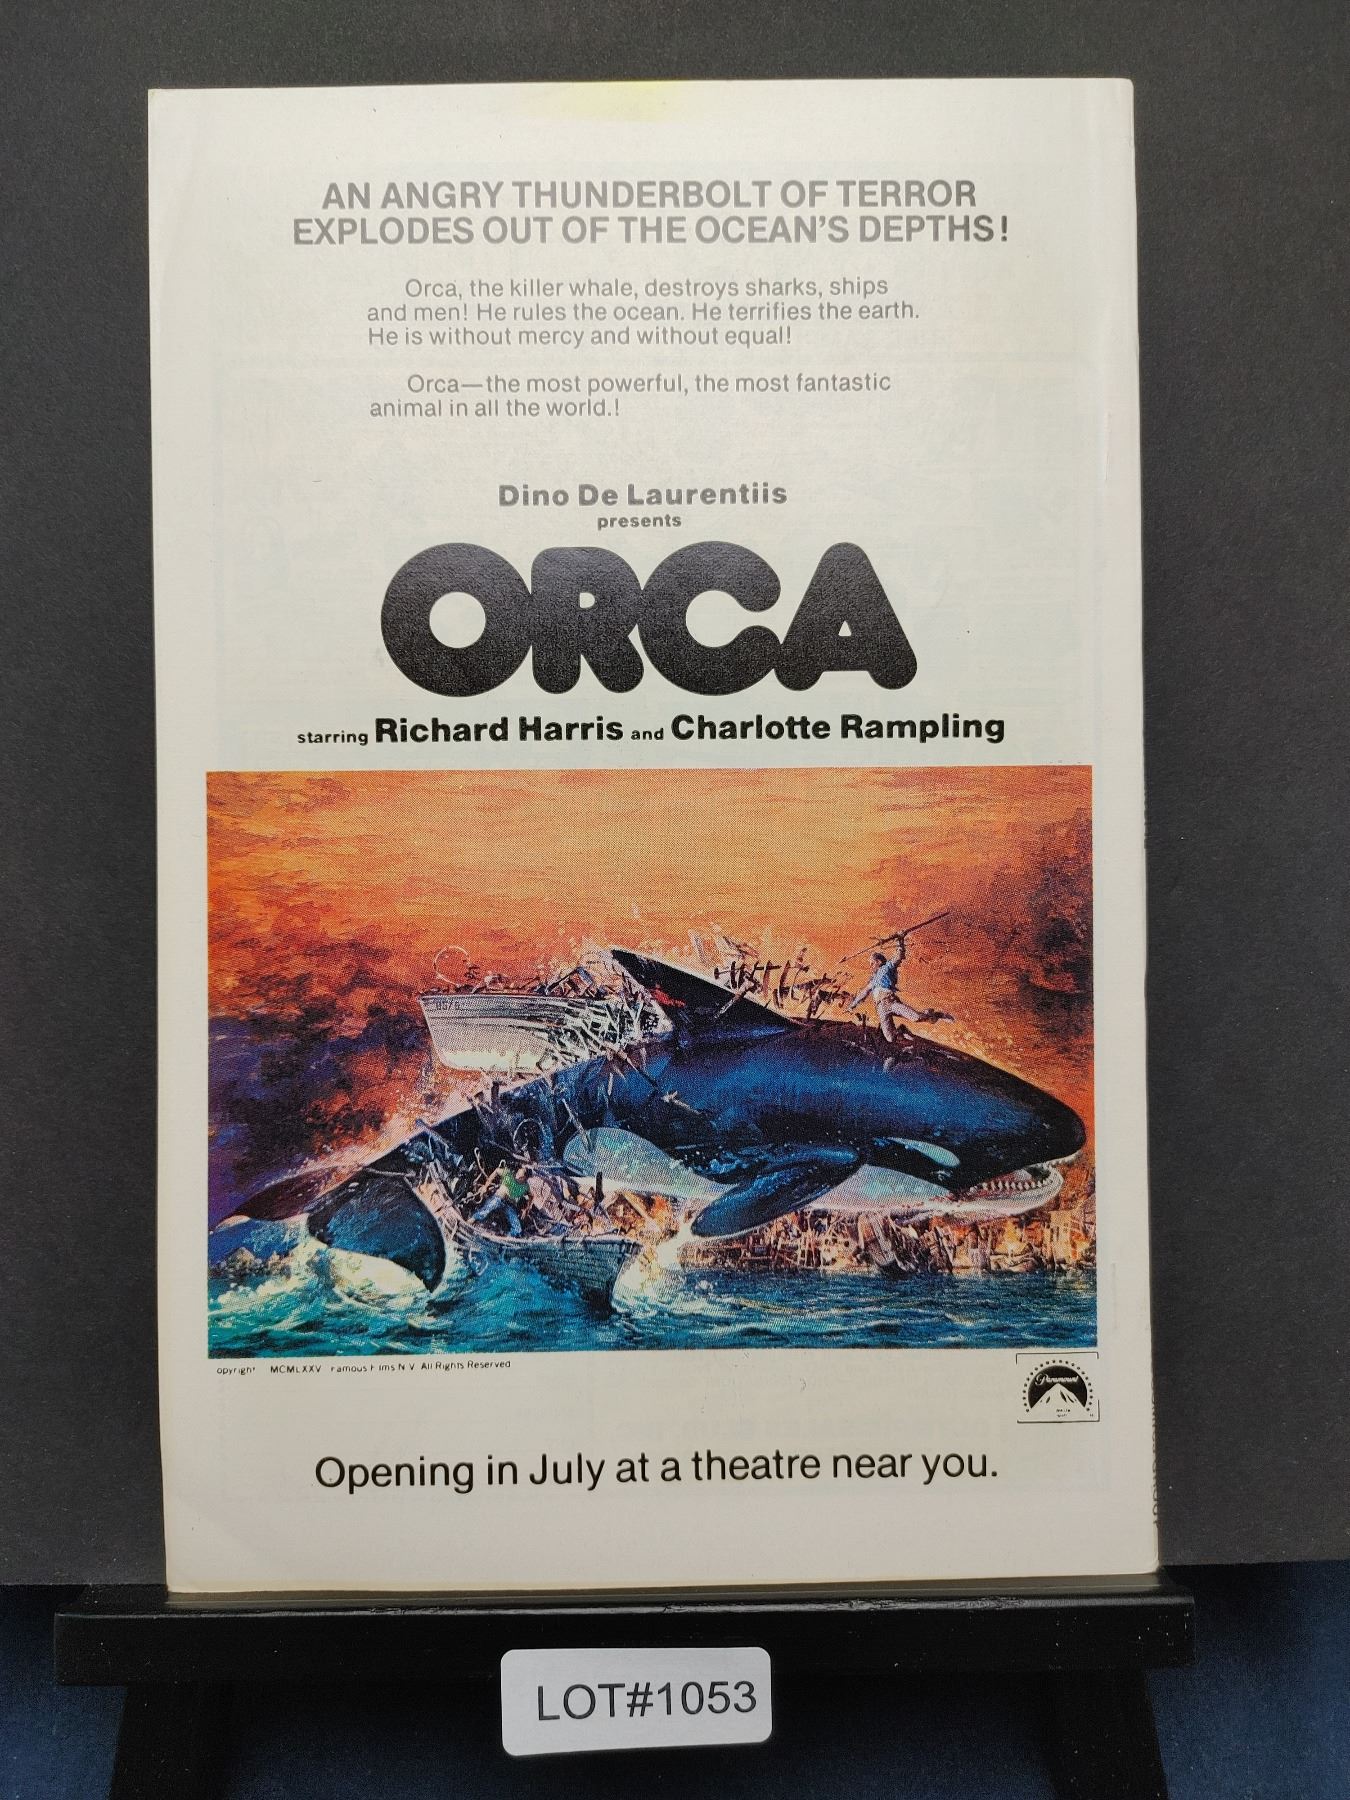 AN ANGRY THUNDERBOLT OF TERROR
EXPLODES OUT OF THE OCEAN'S DEPTHS!
Orca, the killer whale, destroys sharks, ships
and men! He rules the ocean. He terrifies the earth.
He is without mercy and without equal!
Orca—the most powerful, the most fantastic
animal in all the world.!
Dino De Laurentiis
presents
ORCA
starring Richard Harris and Charlotte Rampling
opyright MCMLXXV Famous Films N V All Rights Reserved
Paramount
Opening in July at a theatre near you.
LOT#1053